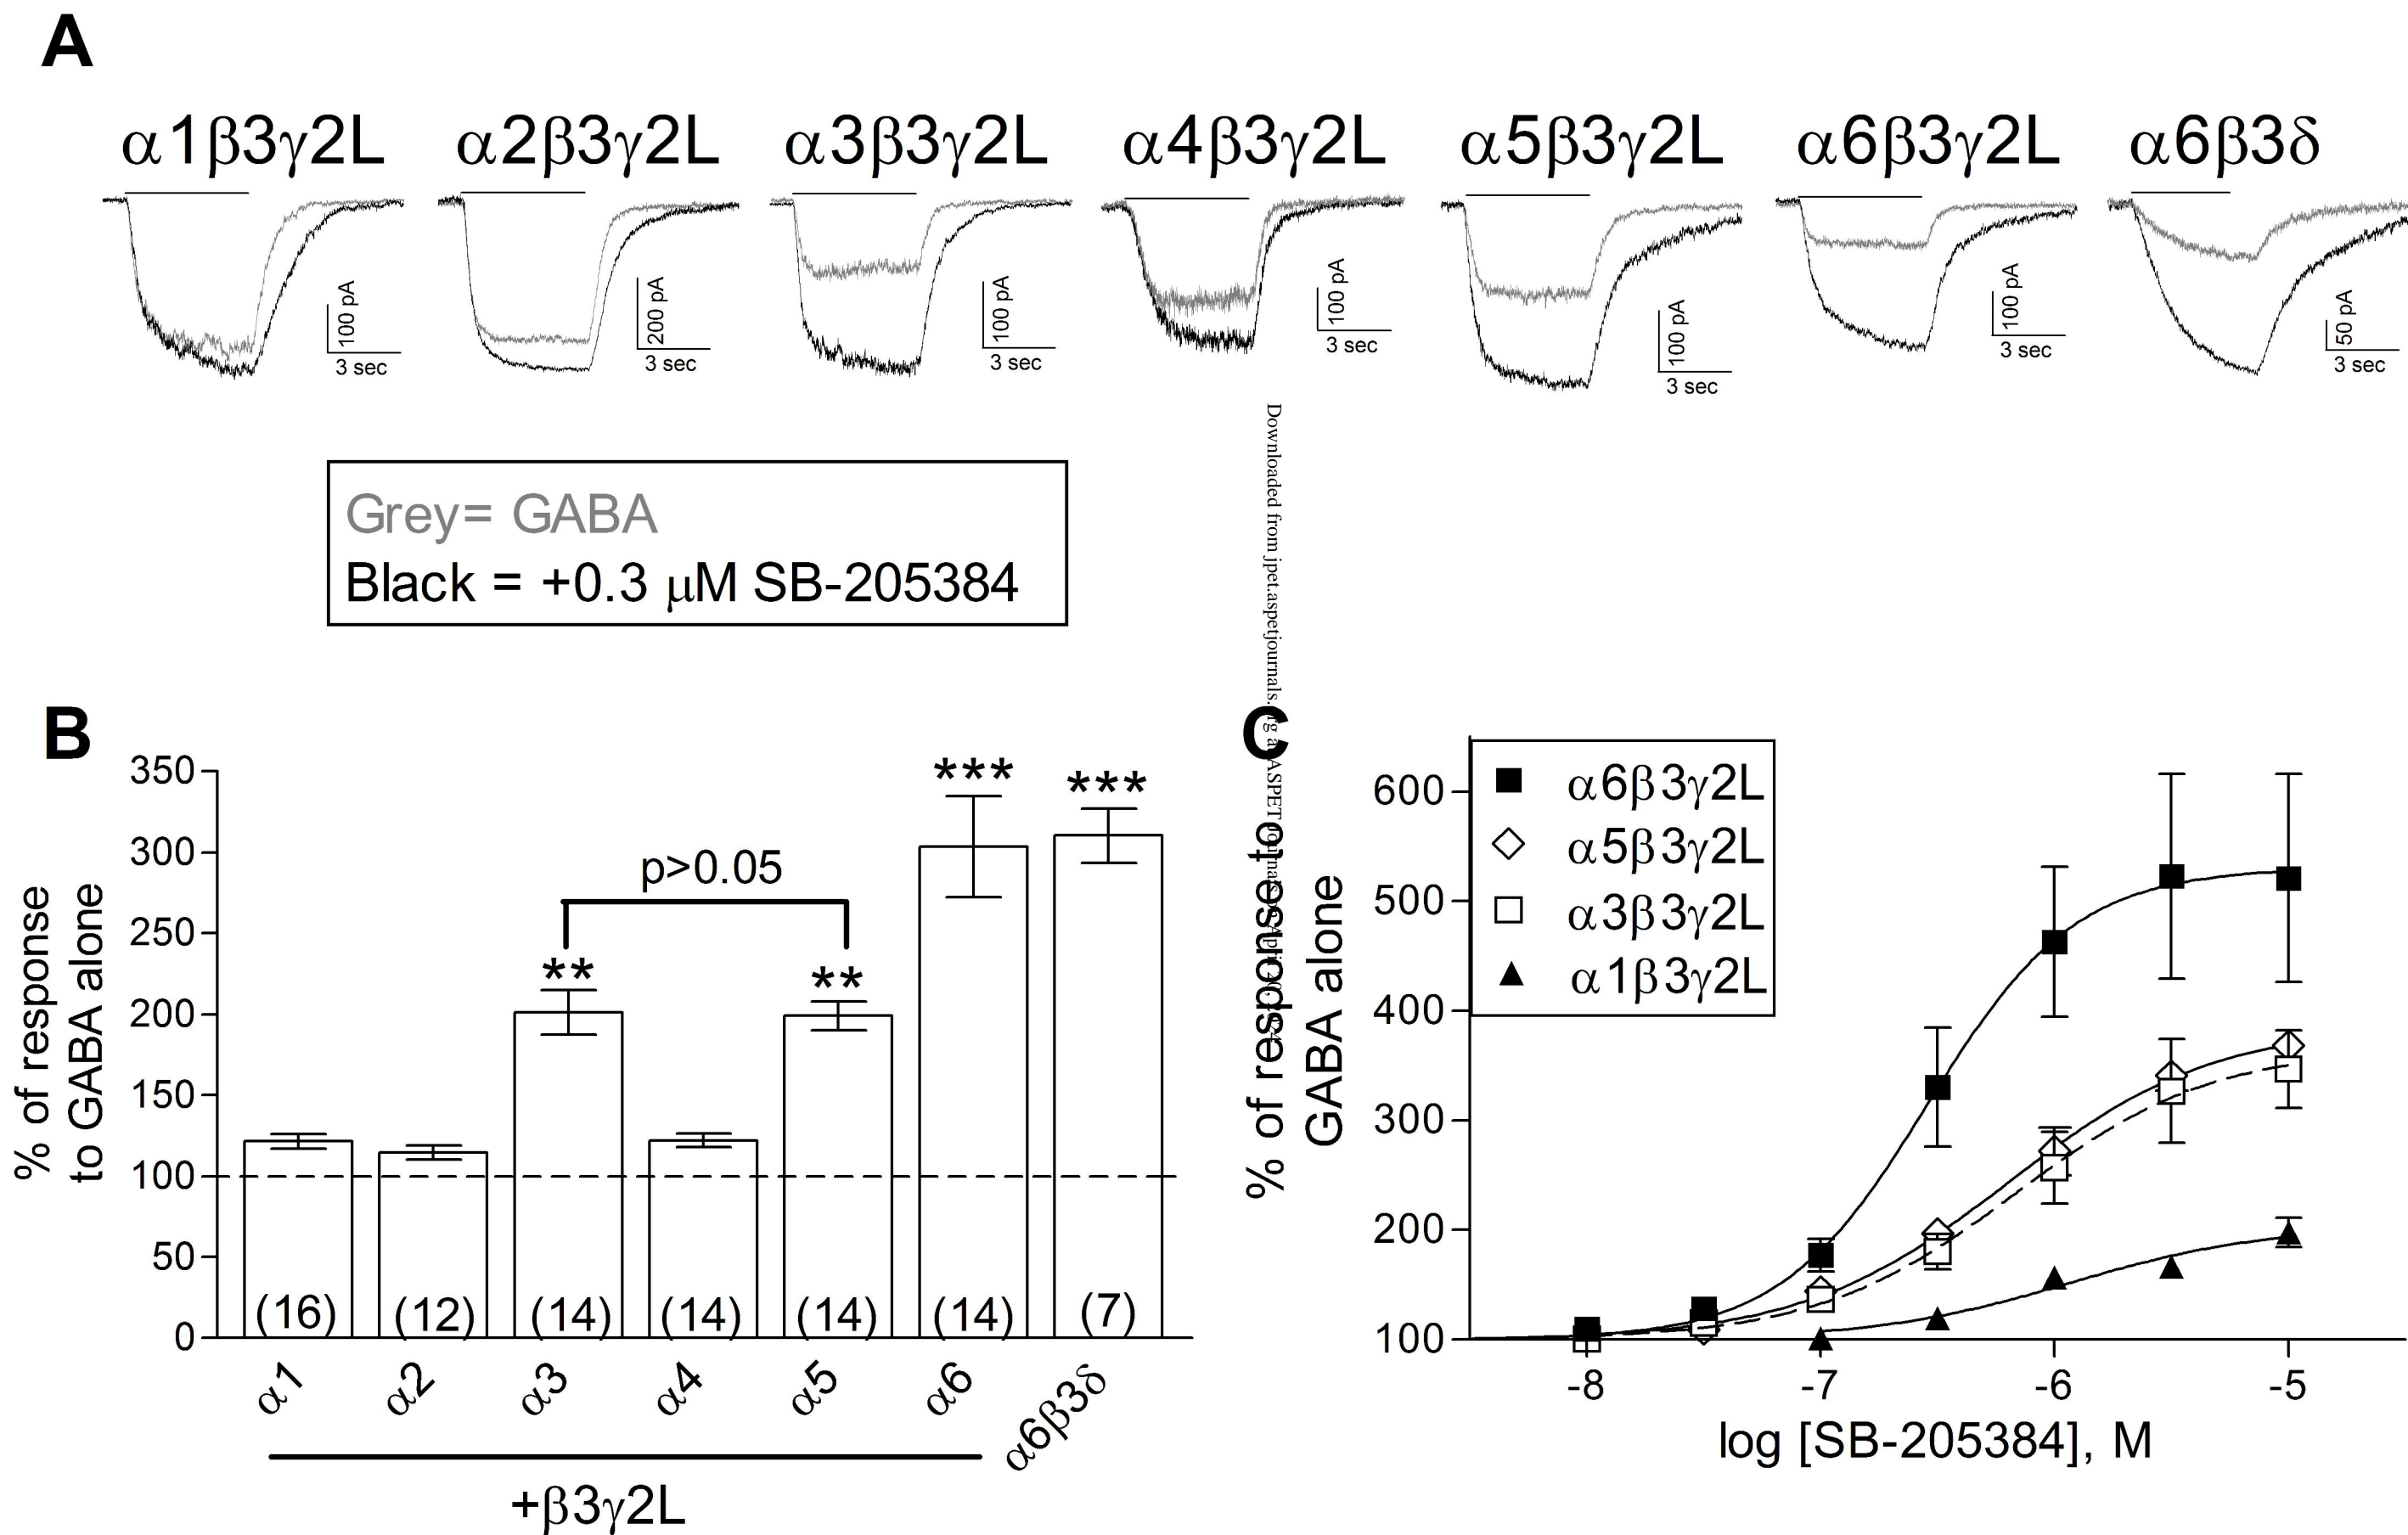 A
α1β3γ2L α2β3γ2L α3β3γ2L α4β3γ2L α5β3γ2L α6β3γ2L α6β3δ
100 pA 200 pA 100 pA 100 pA 100 pA 100 pA 50 pA
3 sec 3 sec 3 sec 3 sec 3 sec 3 sec 3 sec
Grey= GABA
Black = +0.3 μM SB-205384
Downloaded from jpet.aspetjournals.
ASPET Journals
B
% of response
to GABA alone
350
300
250
200
150
100
50
0
*** ***
p>0.05
** **
(16) (12) (14) (14) (14) (14) (7)
α1 α2 α3 α4 α5 α6 α6β3δ
+β3γ2L
C
% of response to
GABA alone
600
500
400
300
200
100
α6β3γ2L
α5β3γ2L
α3β3γ2L
α1β3γ2L
-8 -7 -6 -5
log [SB-205384], M